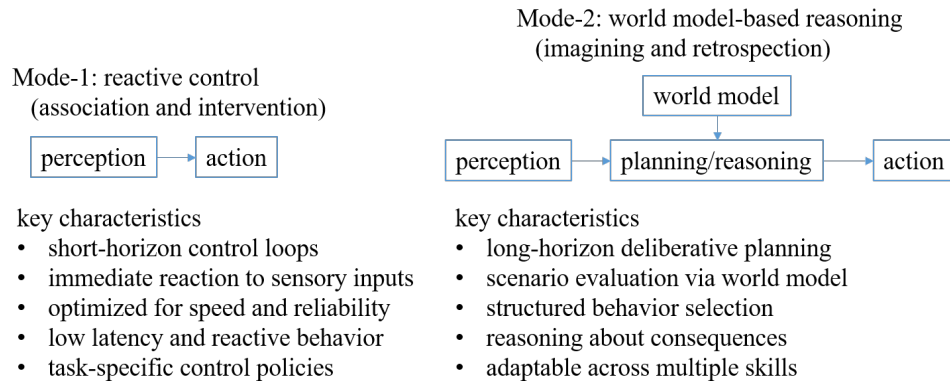 Mode-1: reactive control
(association and intervention)
perception
action
key characteristics
• short-horizon control loops
• immediate reaction to sensory inputs
• optimized for speed and reliability
• low latency and reactive behavior
• task-specific control policies
Mode-2: world model-based reasoning
(imagining and retrospection)
world model
perception
planning/reasoning
action
key characteristics
• long-horizon deliberative planning
• scenario evaluation via world model
• structured behavior selection
• reasoning about consequences
• adaptable across multiple skills